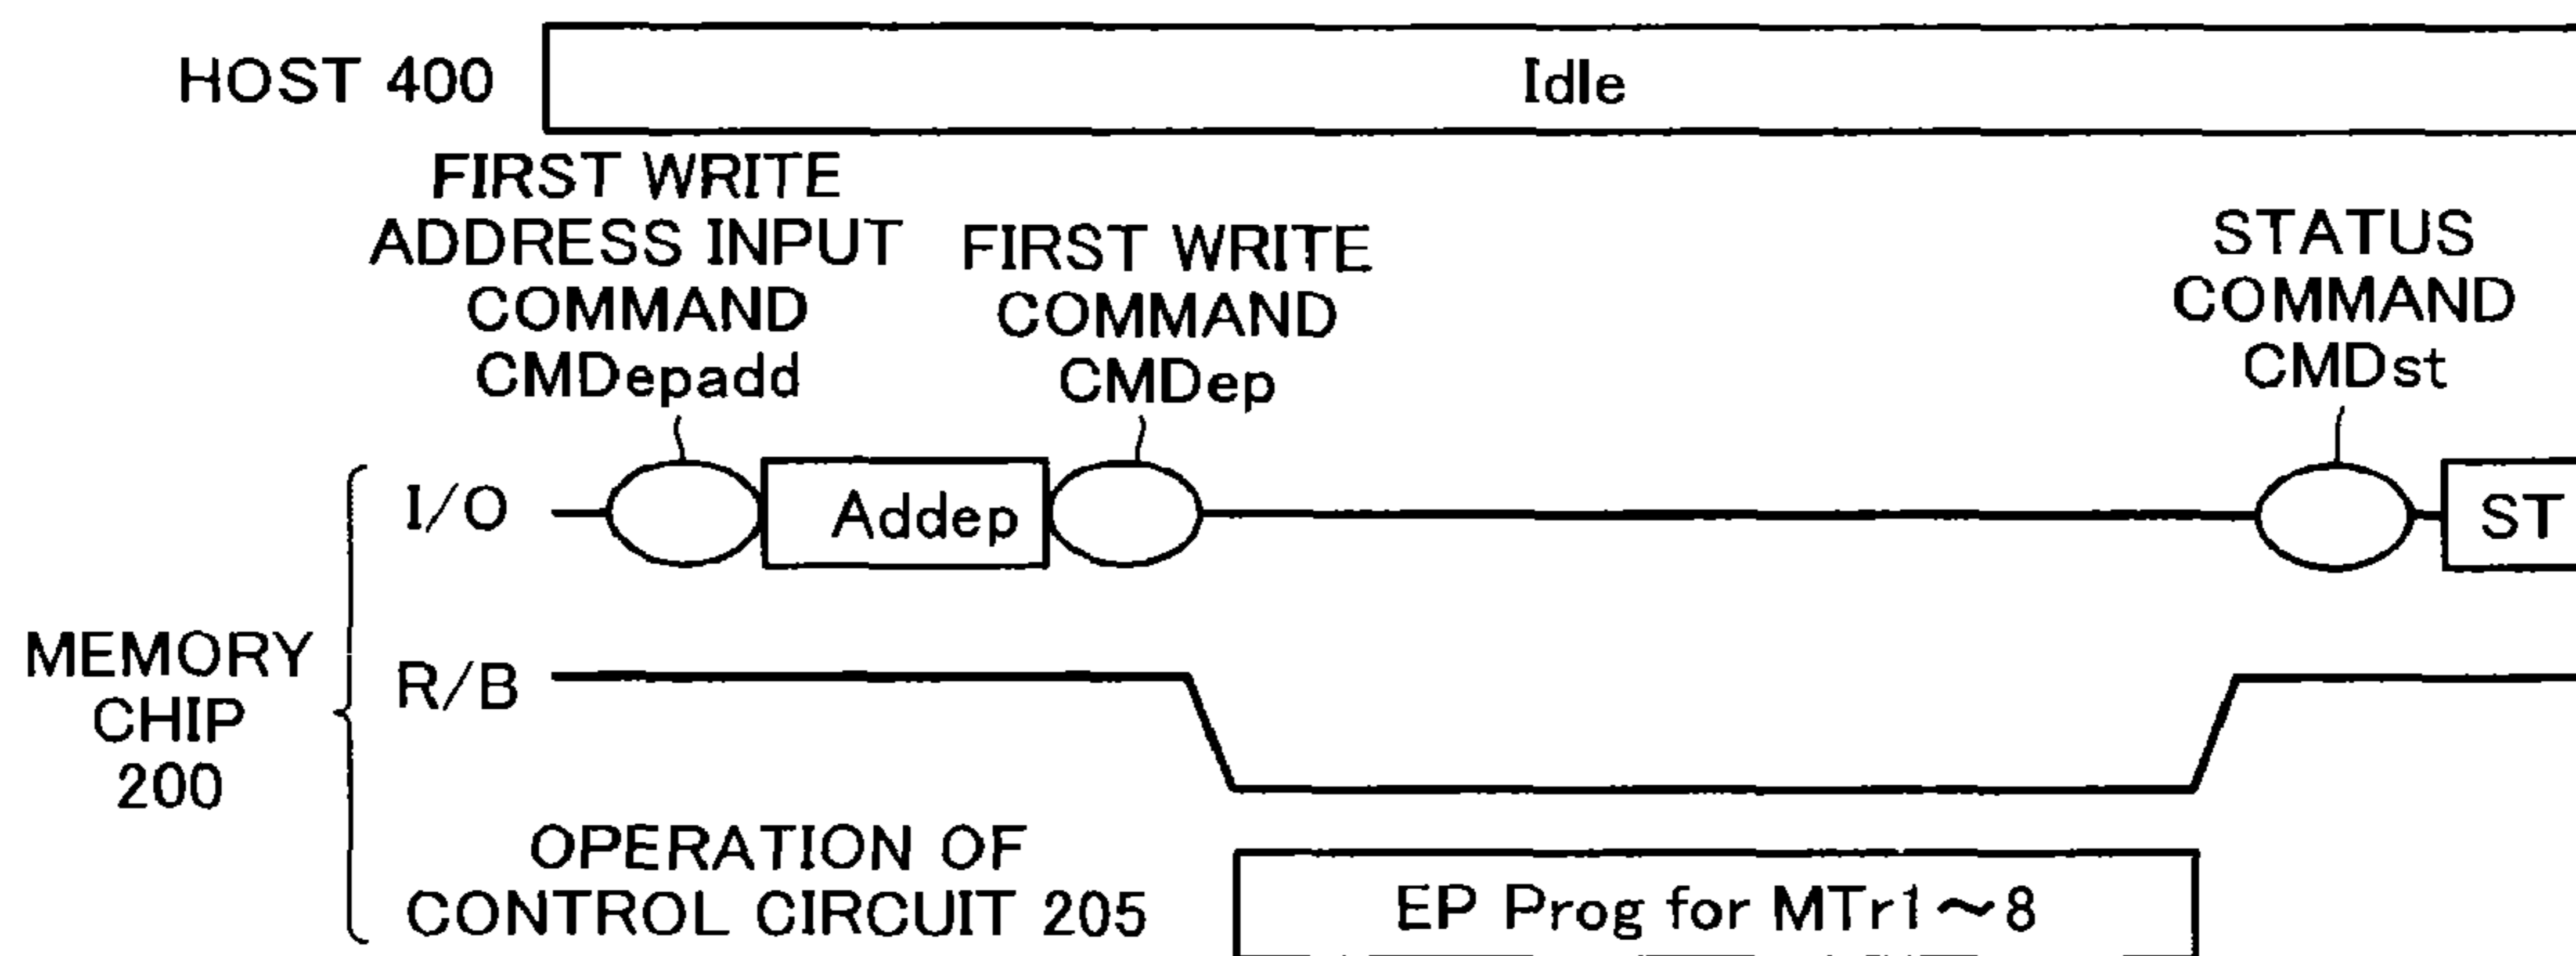 HOST 400
Idle
FIRST WRITE
ADDRESS INPUT
COMMAND
CMDepadd
FIRST WRITE
COMMAND
CMDep
STATUS
COMMAND
CMDst
I/O
Addep
ST
MEMORY
CHIP
200
R/B
OPERATION OF
CONTROL CIRCUIT 205
EP Prog for MTr1～8